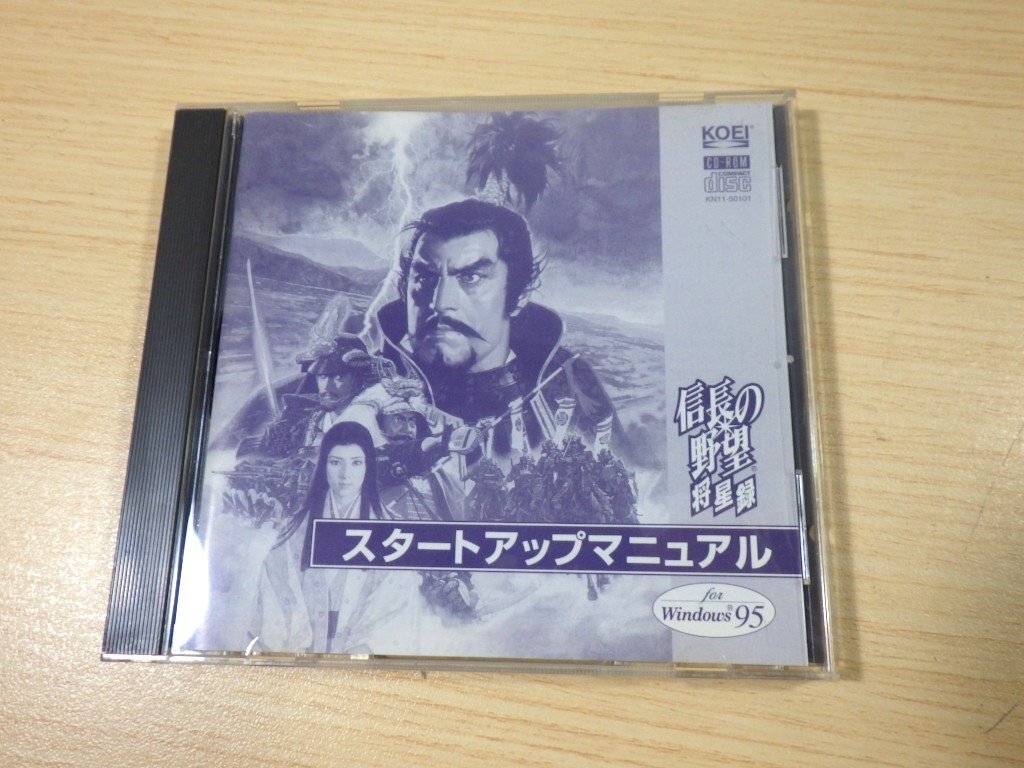 KOEI®
CD-ROM
COMPACT
disc
KN11-50101
信長の
野望®
将星録
スタートアップマニュアル
for
Windows®95